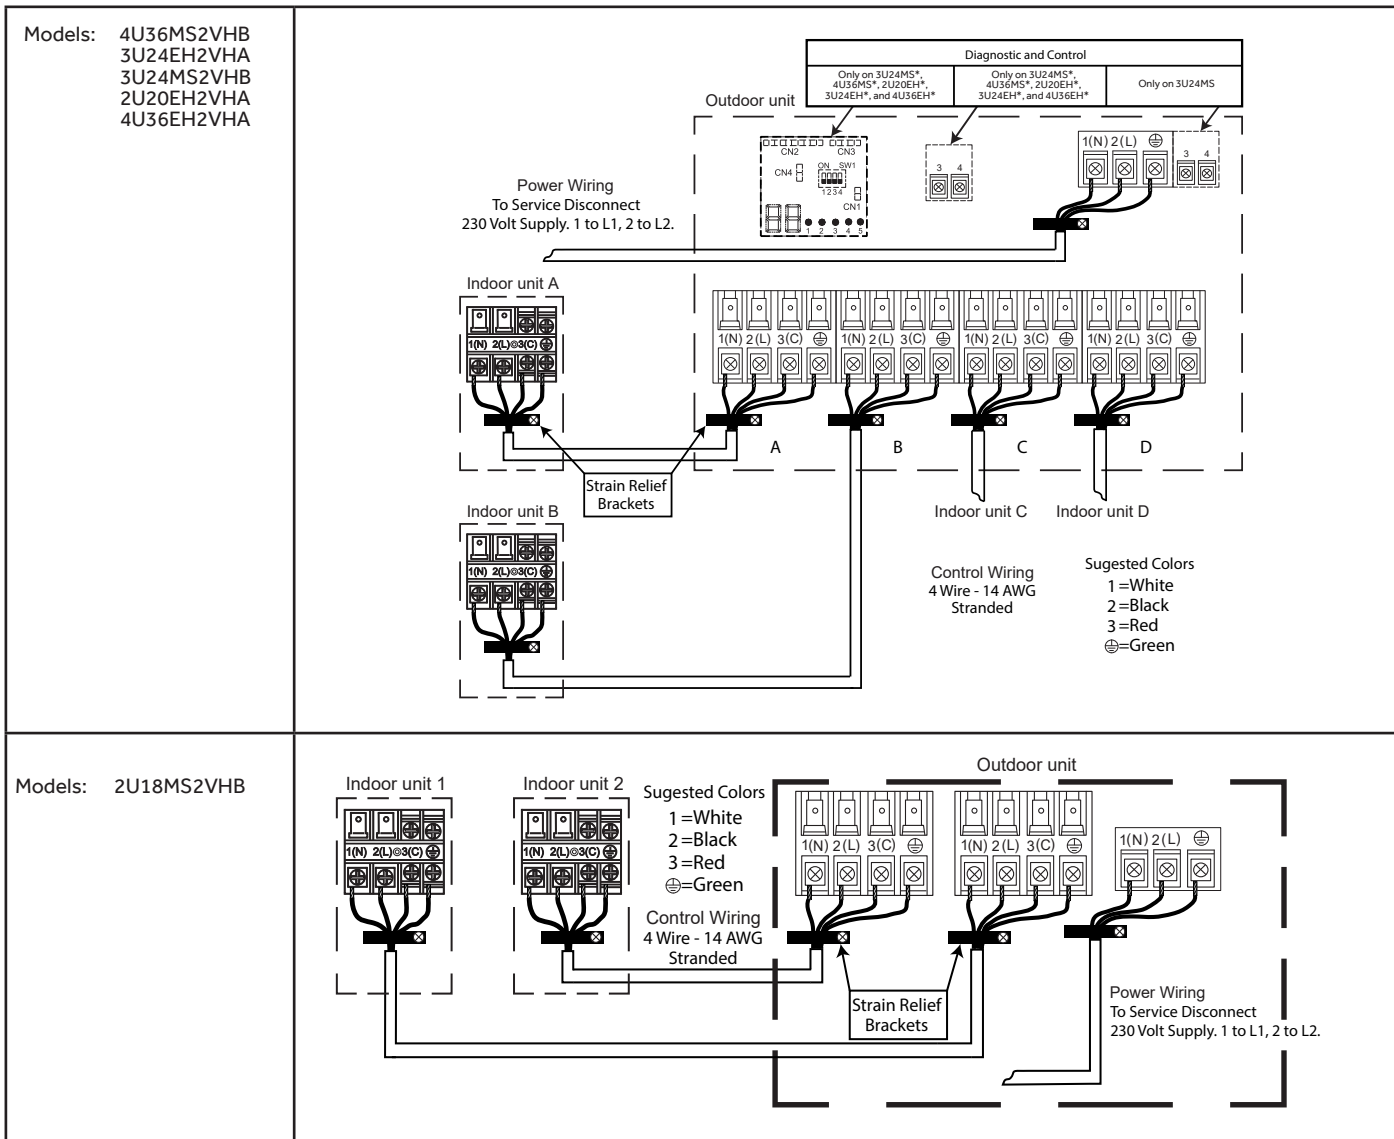 Models: 4U36MS2VHB
3U24EH2VHA
3U24MS2VHB
2U20EH2VHA
4U36EH2VHA
Diagnostic and Control
Only on 3U24MS*,
4U36MS*, 2U20EH*,
3U24EH*, and 4U36EH*
Only on 3U24MS*,
4U36MS*, 2U20EH*,
3U24EH*, and 4U36EH*
Only on 3U24MS
Outdoor unit
CN2 CN3
CN4
ON SW1
1 2 3 4
CN1
1 2 3 4 5
3 4
1(N) 2(L)
3 4
Power Wiring
To Service Disconnect
230 Volt Supply. 1 to L1, 2 to L2.
Indoor unit A
1(N) 2(L) 3(C)
1(N) 2(L) 3(C) 1(N) 2(L) 3(C) 1(N) 2(L) 3(C) 1(N) 2(L) 3(C)
A B C D
Strain Relief
Brackets
Indoor unit B
1(N) 2(L) 3(C)
Indoor unit C Indoor unit D
Control Wiring
4 Wire - 14 AWG
Stranded
Sugested Colors
1 =White
2 =Black
3 =Red
⏚=Green
Models: 2U18MS2VHB
Indoor unit 1
1(N) 2(L) 3(C)
Indoor unit 2
1(N) 2(L) 3(C)
Sugested Colors
1 =White
2 =Black
3 =Red
⏚=Green
Control Wiring
4 Wire - 14 AWG
Stranded
Outdoor unit
1(N) 2(L) 3(C) 1(N) 2(L) 3(C) 1(N) 2(L)
Strain Relief
Brackets
Power Wiring
To Service Disconnect
230 Volt Supply. 1 to L1, 2 to L2.